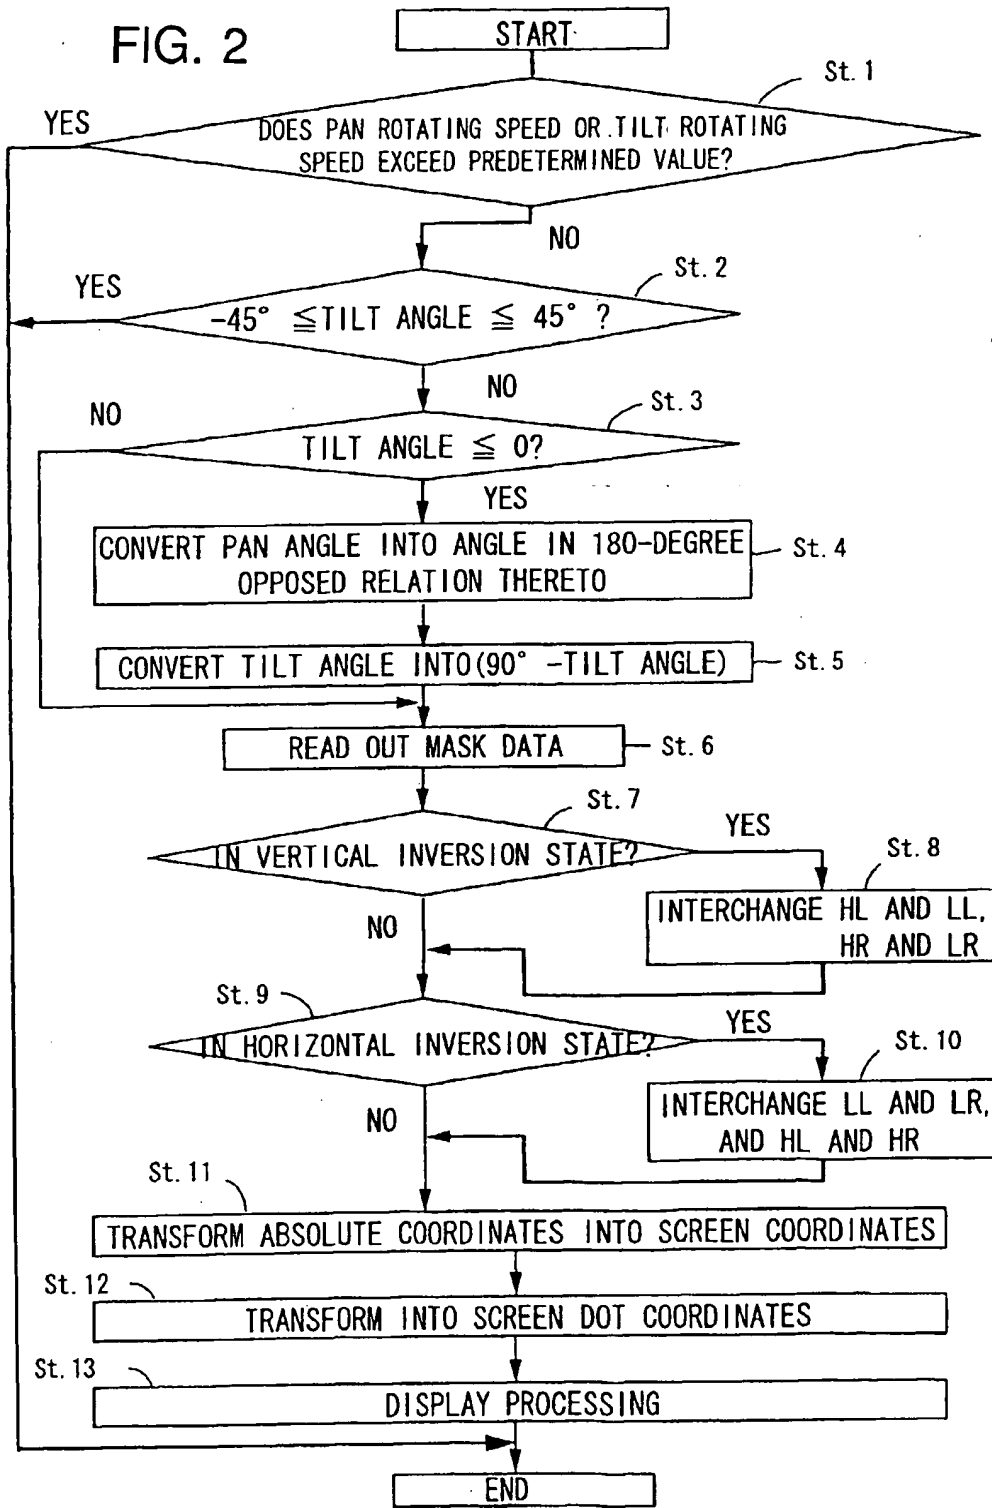 FIG. 2
START
St. 1
YES
DOES PAN ROTATING SPEED OR TILT ROTATING
SPEED EXCEED PREDETERMINED VALUE?
NO
St. 2
YES
-45° ≦TILT ANGLE ≦ 45° ?
NO
St. 3
NO
TILT ANGLE ≦ 0?
YES
CONVERT PAN ANGLE INTO ANGLE IN 180-DEGREE
OPPOSED RELATION THERETO
St. 4
CONVERT TILT ANGLE INTO(90° -TILT ANGLE)
St. 5
READ OUT MASK DATA
St. 6
St. 7
YES
IN VERTICAL INVERSION STATE?
St. 8
INTERCHANGE HL AND LL,
HR AND LR
NO
St. 9
YES
IN HORIZONTAL INVERSION STATE?
St. 10
INTERCHANGE LL AND LR,
AND HL AND HR
NO
St. 11
TRANSFORM ABSOLUTE COORDINATES INTO SCREEN COORDINATES
St. 12
TRANSFORM INTO SCREEN DOT COORDINATES
St. 13
DISPLAY PROCESSING
END